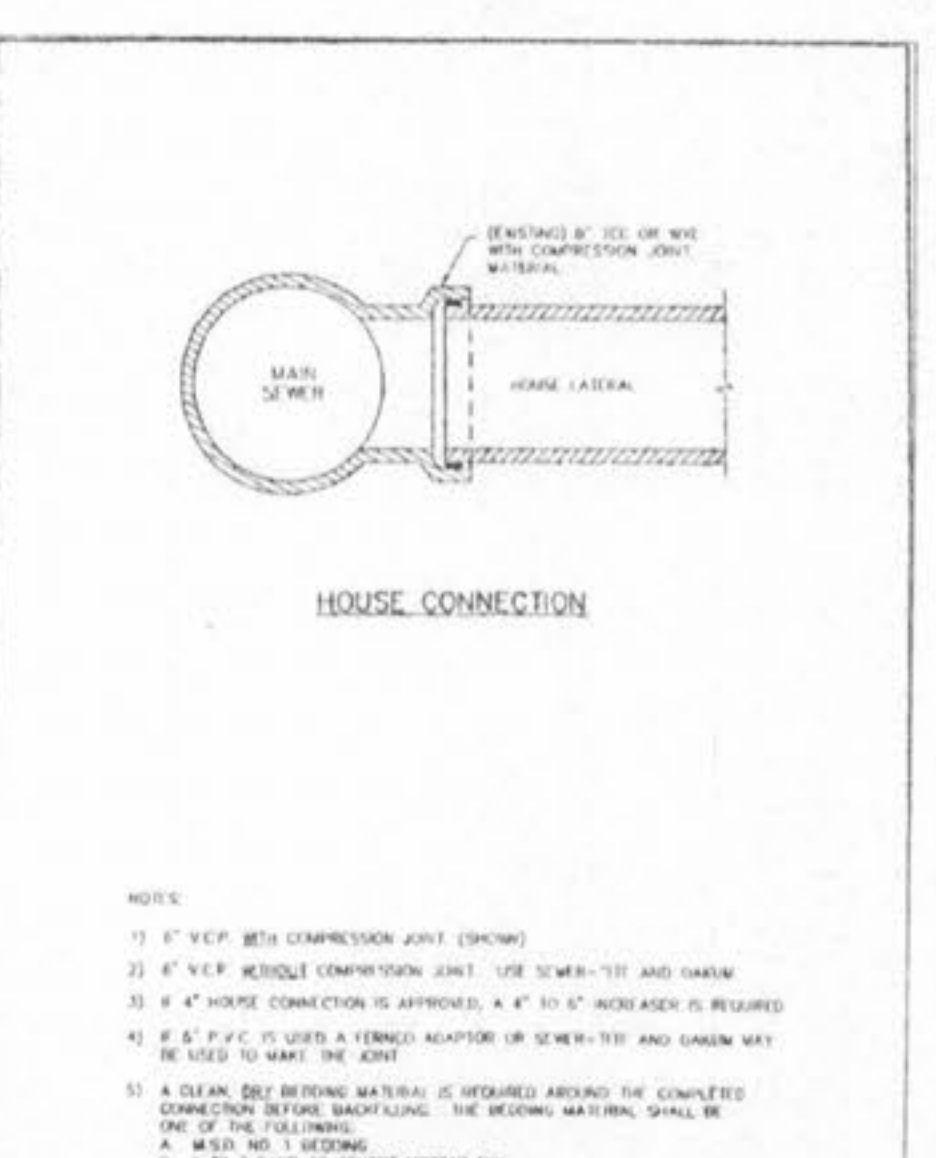 (EXISTING) 6" TEE OR WYE
WITH COMPRESSION JOINT
MATERIAL
MAIN
SEWER
HOUSE LATERAL
HOUSE CONNECTION
NOTES:
1) 6" V.C.P. WITH COMPRESSION JOINT. (SHOWN)
2) 6" V.C.P. WITHOUT COMPRESSION JOINT. USE SEWER-TITE AND OAKUM
3) IF 4" HOUSE CONNECTION IS APPROVED, A 4" TO 6" INCREASER IS REQUIRED
4) IF 6" P.V.C. IS USED A FERNCO ADAPTOR OR SEWER-TITE AND OAKUM MAY
BE USED TO MAKE THE JOINT
5) A CLEAN, DRY BEDDING MATERIAL IS REQUIRED AROUND THE COMPLETED
CONNECTION BEFORE BACKFILLING. THE BEDDING MATERIAL SHALL BE
ONE OF THE FOLLOWING:
A. M.S.D. NO. 1 BEDDING